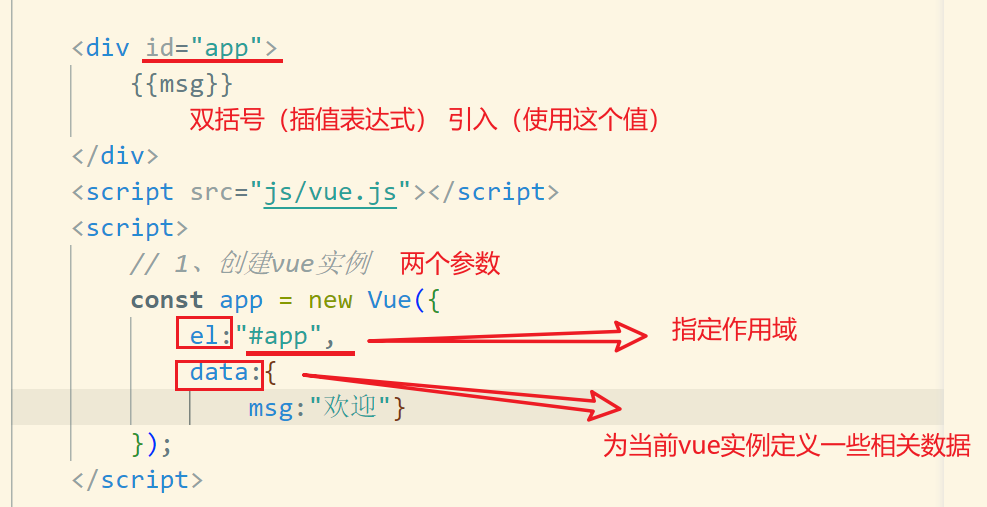 <div id="app">
{{msg}}
双括号（插值表达式） 引入（使用这个值）
</div>
<script src="js/vue.js"></script>
<script>
// 1、创建vue实例 两个参数
const app = new Vue({
el:"#app", 指定作用域
data:{
msg:"欢迎"}
为当前vue实例定义一些相关数据
});
</script>